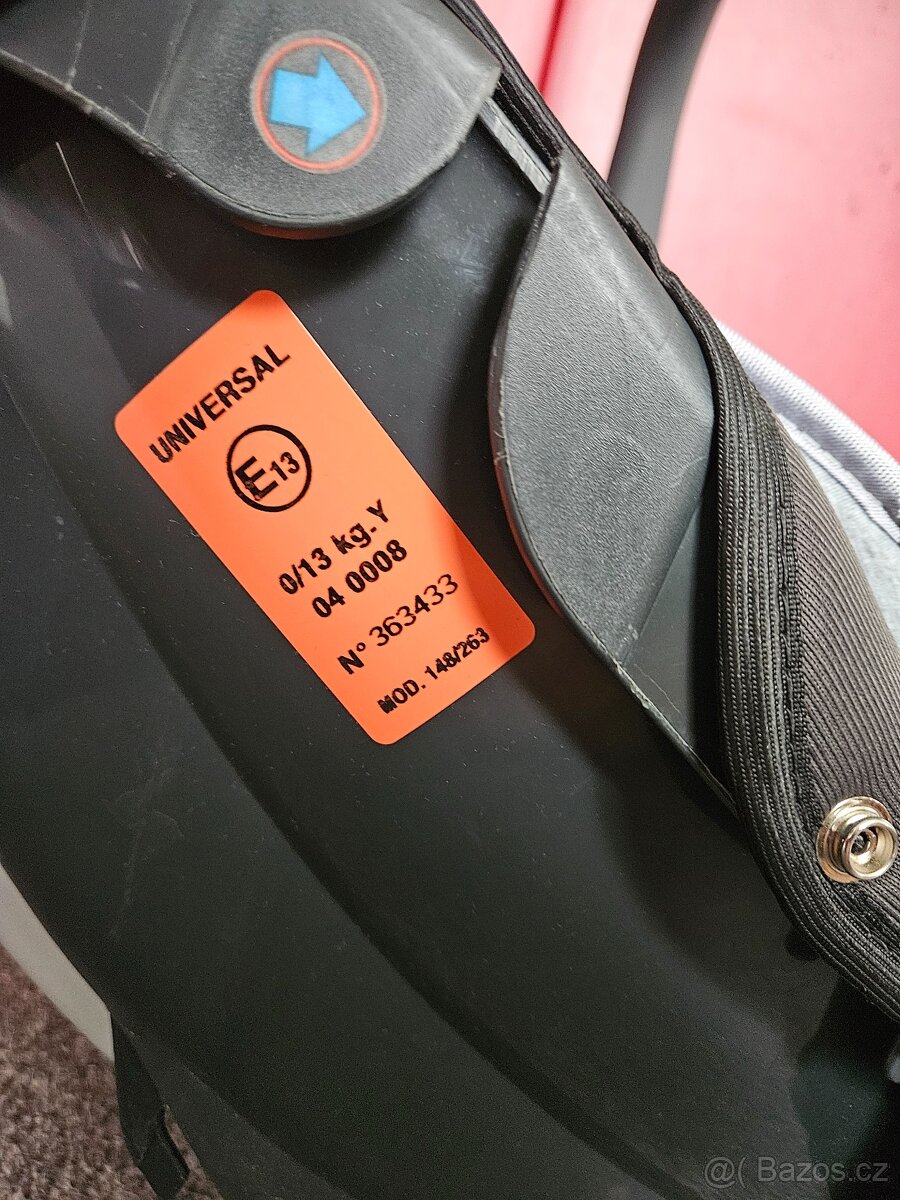 UNIVERSAL
E13
0/13 kg.Y
04 0008
N° 363433
MOD. 148/263
@( Bazos.cz